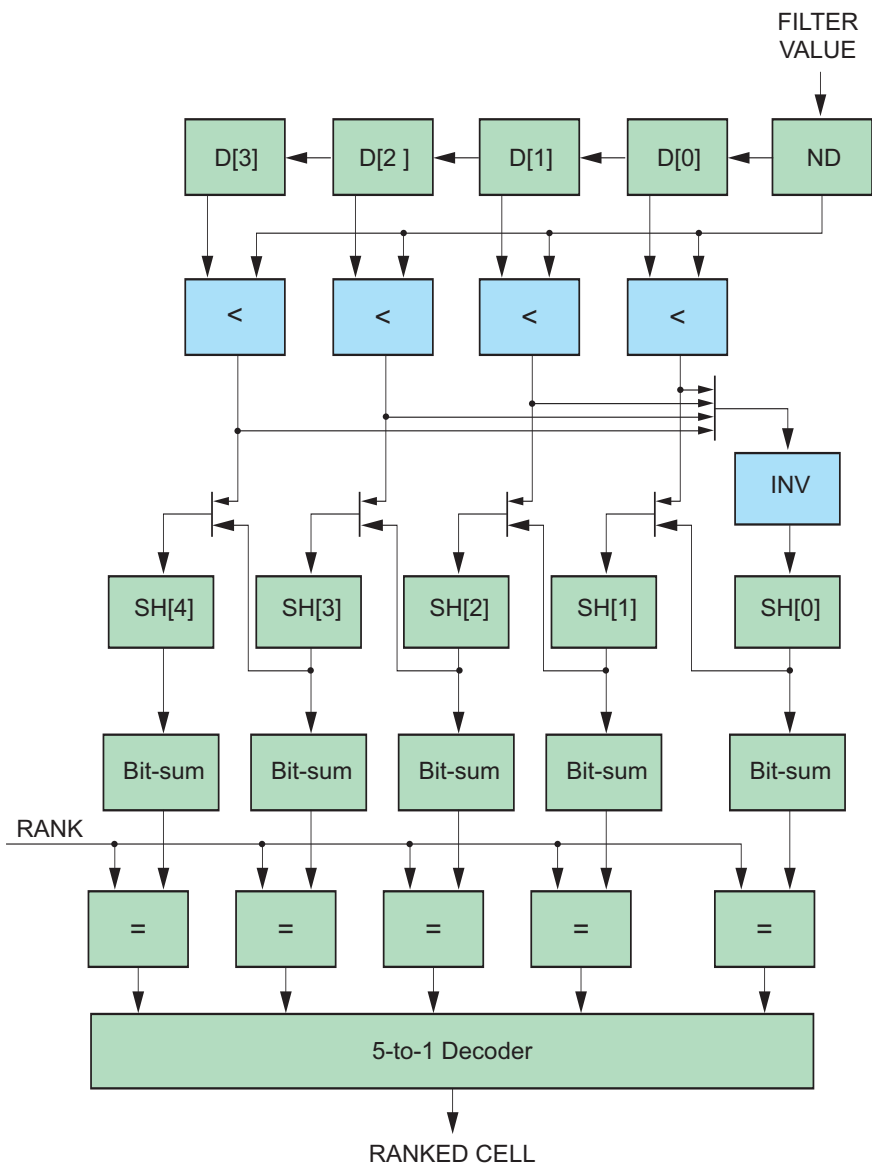 FILTER
VALUE
D[3]
D[2 ]
D[1]
D[0]
ND
<
<
<
<
INV
SH[4]
SH[3]
SH[2]
SH[1]
SH[0]
Bit-sum
Bit-sum
Bit-sum
Bit-sum
Bit-sum
RANK
=
=
=
=
=
5-to-1 Decoder
RANKED CELL